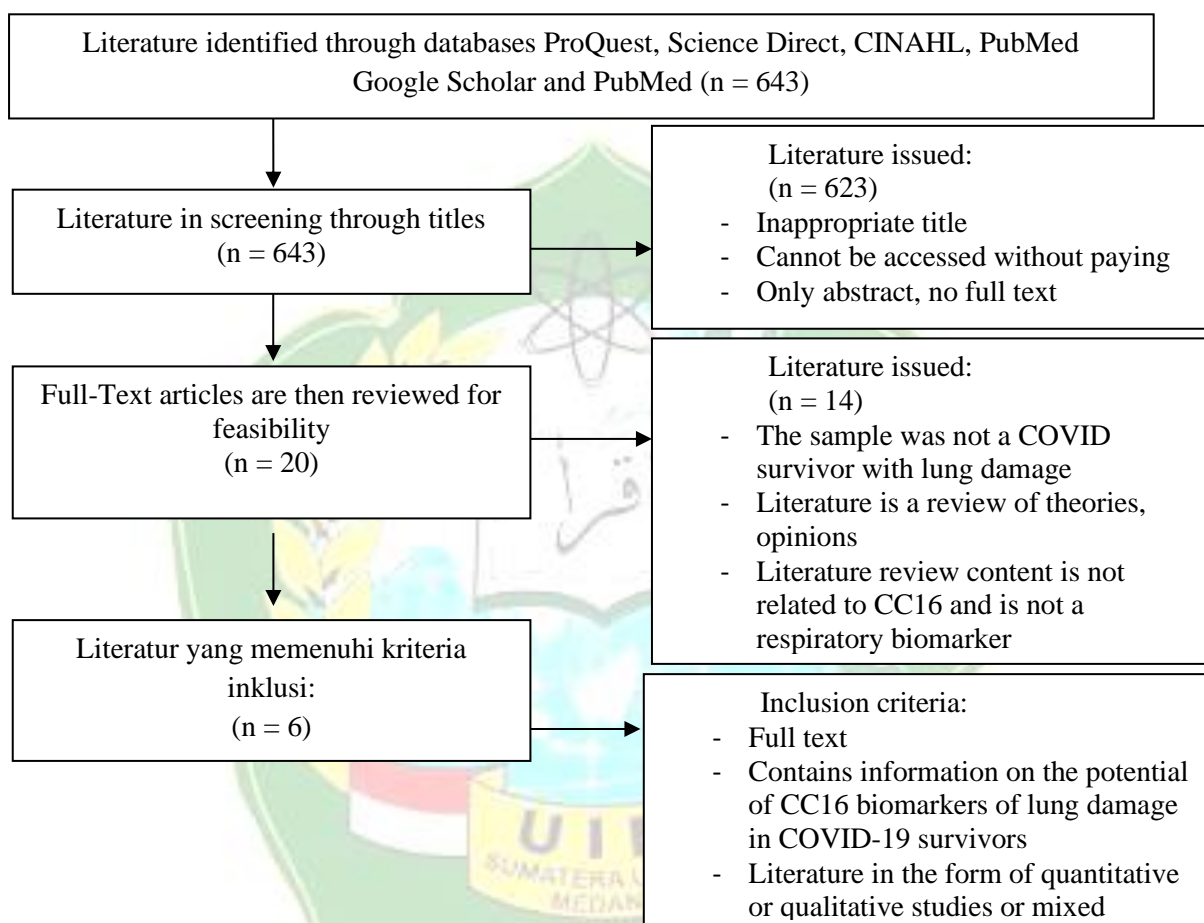 Literature identified through databases ProQuest, Science Direct, CINAHL, PubMed
Google Scholar and PubMed (n = 643)
Literature in screening through titles
(n = 643)
Literature issued:
(n = 623)
- Inappropriate title
- Cannot be accessed without paying
- Only abstract, no full text
Full-Text articles are then reviewed for
feasibility
(n = 20)
Literature issued:
(n = 14)
- The sample was not a COVID
survivor with lung damage
- Literature is a review of theories,
opinions
- Literature review content is not
related to CC16 and is not a
respiratory biomarker
Literatur yang memenuhi kriteria
inklusi:
(n = 6)
Inclusion criteria:
- Full text
- Contains information on the potential
of CC16 biomarkers of lung damage
in COVID-19 survivors
- Literature in the form of quantitative
or qualitative studies or mixed
SUMATERA
MEDAN